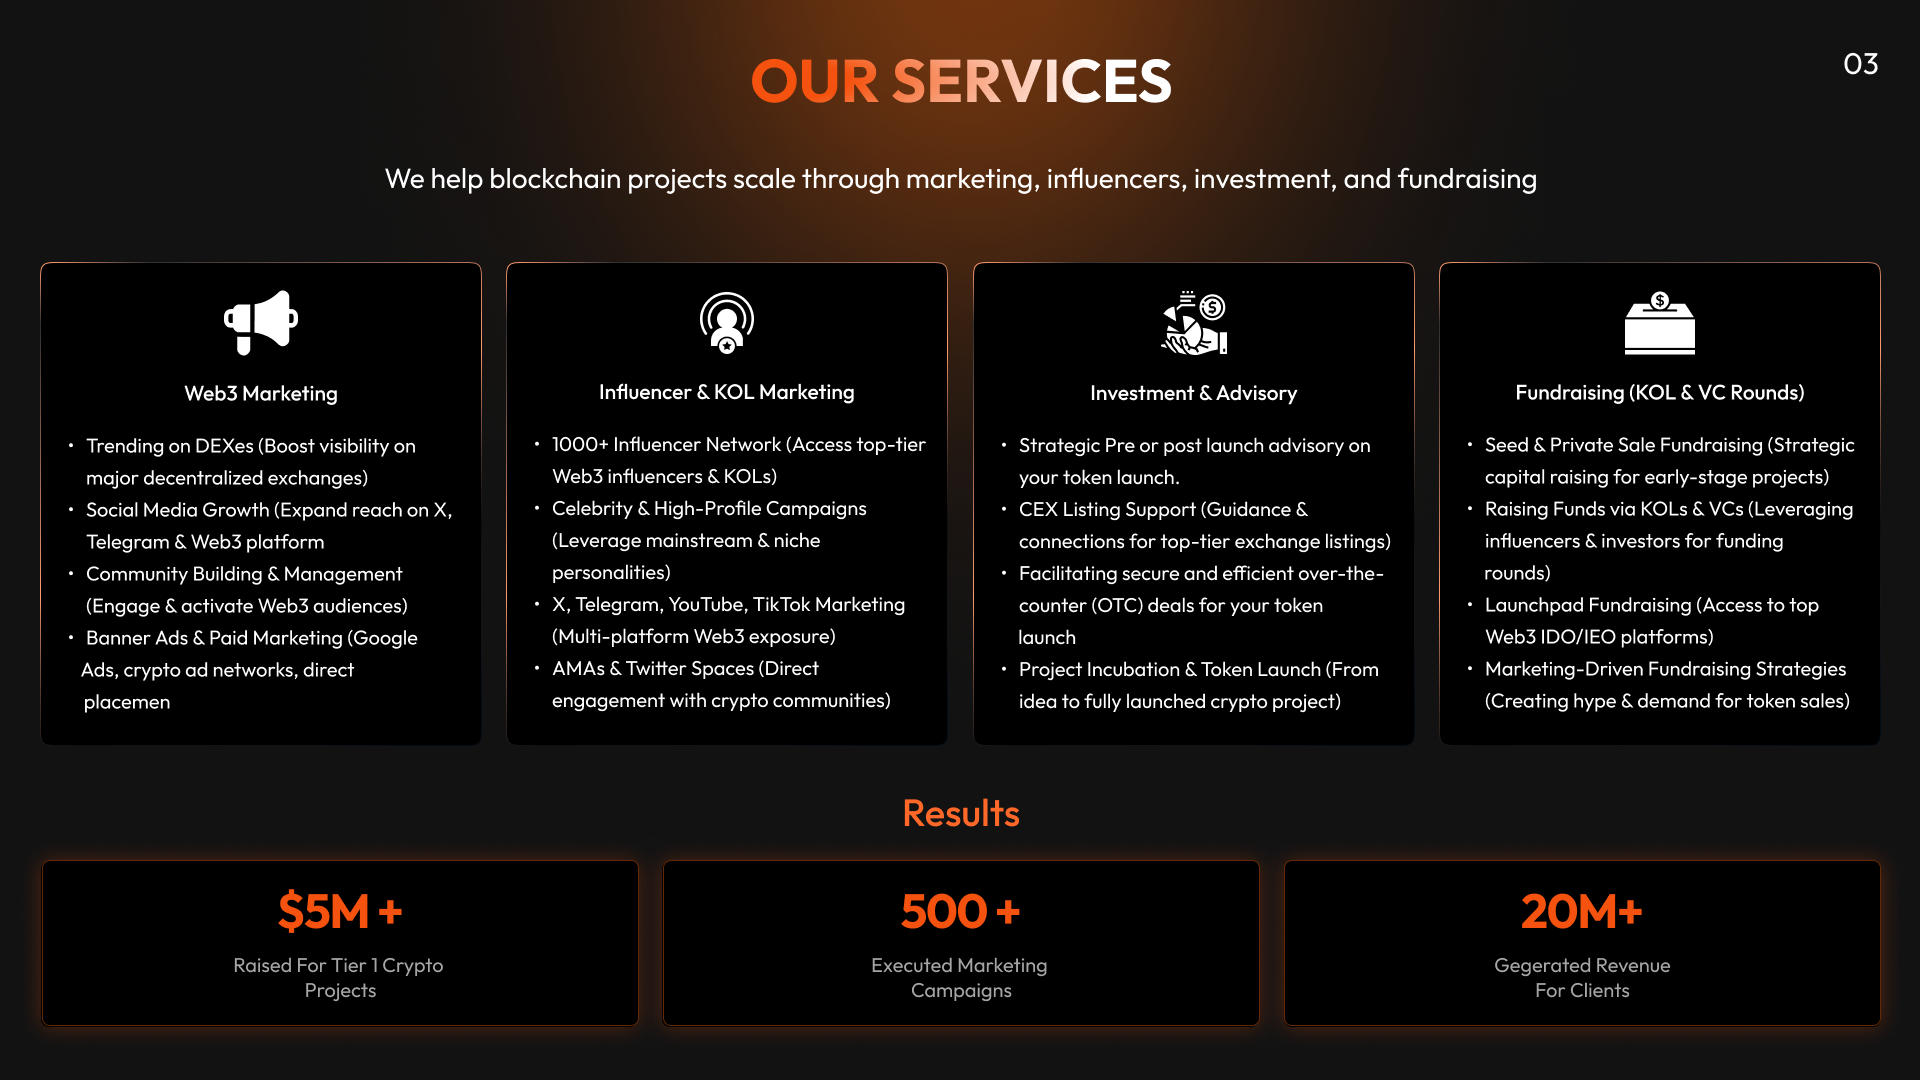 OUR SERVICES
03
We help blockchain projects scale through marketing, influencers, investment, and fundraising
Web3 Marketing
• Trending on DEXes (Boost visibility on
major decentralized exchanges)
• Social Media Growth (Expand reach on X,
Telegram & Web3 platform
• Community Building & Management
(Engage & activate Web3 audiences)
• Banner Ads & Paid Marketing (Google
Ads, crypto ad networks, direct
placemen
Influencer & KOL Marketing
• 1000+ Influencer Network (Access top-tier
Web3 influencers & KOLs)
• Celebrity & High-Profile Campaigns
(Leverage mainstream & niche
personalities)
• X, Telegram, YouTube, TikTok Marketing
(Multi-platform Web3 exposure)
• AMAs & Twitter Spaces (Direct
engagement with crypto communities)
Investment & Advisory
• Strategic Pre or post launch advisory on
your token launch.
• CEX Listing Support (Guidance &
connections for top-tier exchange listings)
• Facilitating secure and efficient over-the-
counter (OTC) deals for your token
launch
• Project Incubation & Token Launch (From
idea to fully launched crypto project)
Fundraising (KOL & VC Rounds)
• Seed & Private Sale Fundraising (Strategic
capital raising for early-stage projects)
• Raising Funds via KOLs & VCs (Leveraging
influencers & investors for funding
rounds)
• Launchpad Fundraising (Access to top
Web3 IDO/IEO platforms)
• Marketing-Driven Fundraising Strategies
(Creating hype & demand for token sales)
Results
$5M +
Raised For Tier 1 Crypto
Projects
500 +
Executed Marketing
Campaigns
20M+
Gegerated Revenue
For Clients